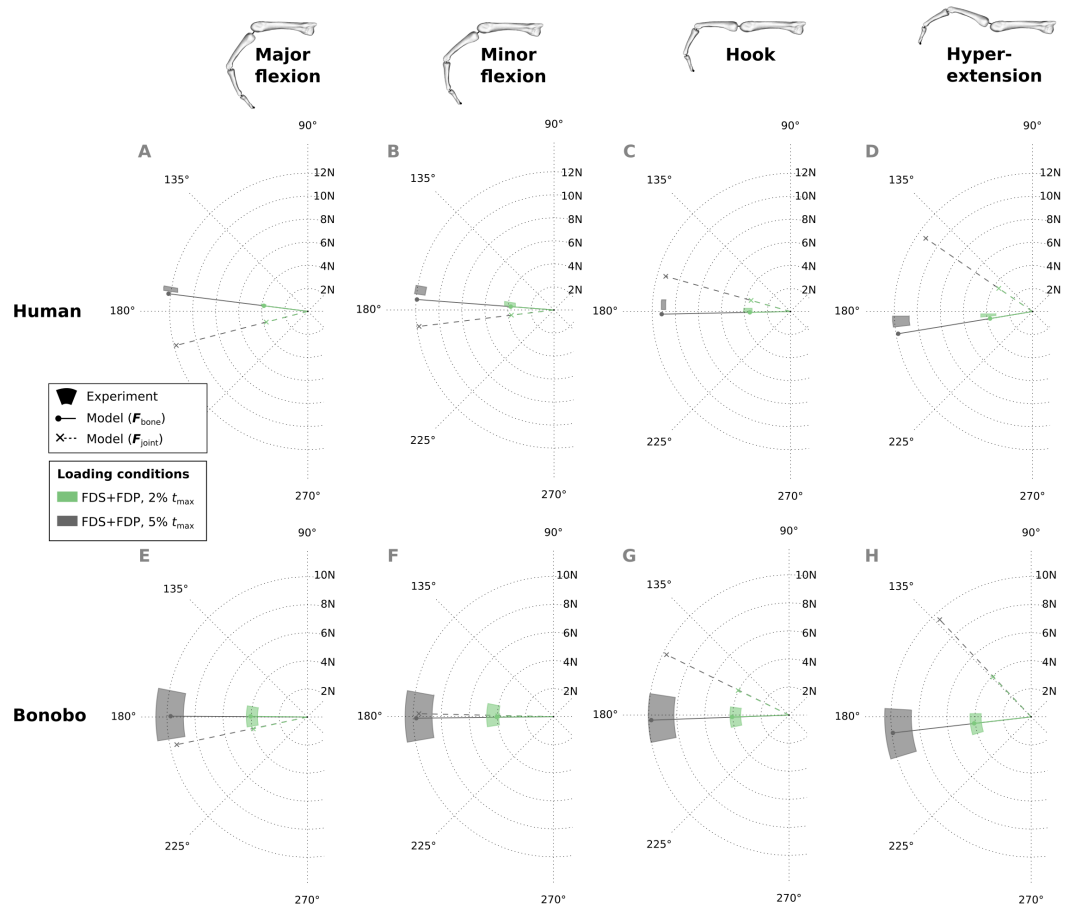 Major
flexion
Minor
flexion
Hook
Hyper-
extension
Human
A
90°
135°
180°
270°
12N
10N
8N
6N
4N
2N
B
90°
135°
180°
225°
270°
12N
10N
8N
6N
4N
2N
C
90°
135°
180°
225°
270°
12N
10N
8N
6N
4N
2N
D
90°
135°
180°
225°
270°
12N
10N
8N
6N
4N
2N
Experiment
Model (F_bone)
Model (F_joint)
Loading conditions
FDS+FDP, 2% t_max
FDS+FDP, 5% t_max
Bonobo
E
90°
135°
180°
225°
270°
10N
8N
6N
4N
2N
F
90°
135°
180°
225°
270°
10N
8N
6N
4N
2N
G
90°
135°
180°
225°
270°
10N
8N
6N
4N
2N
H
90°
135°
180°
225°
270°
10N
8N
6N
4N
2N